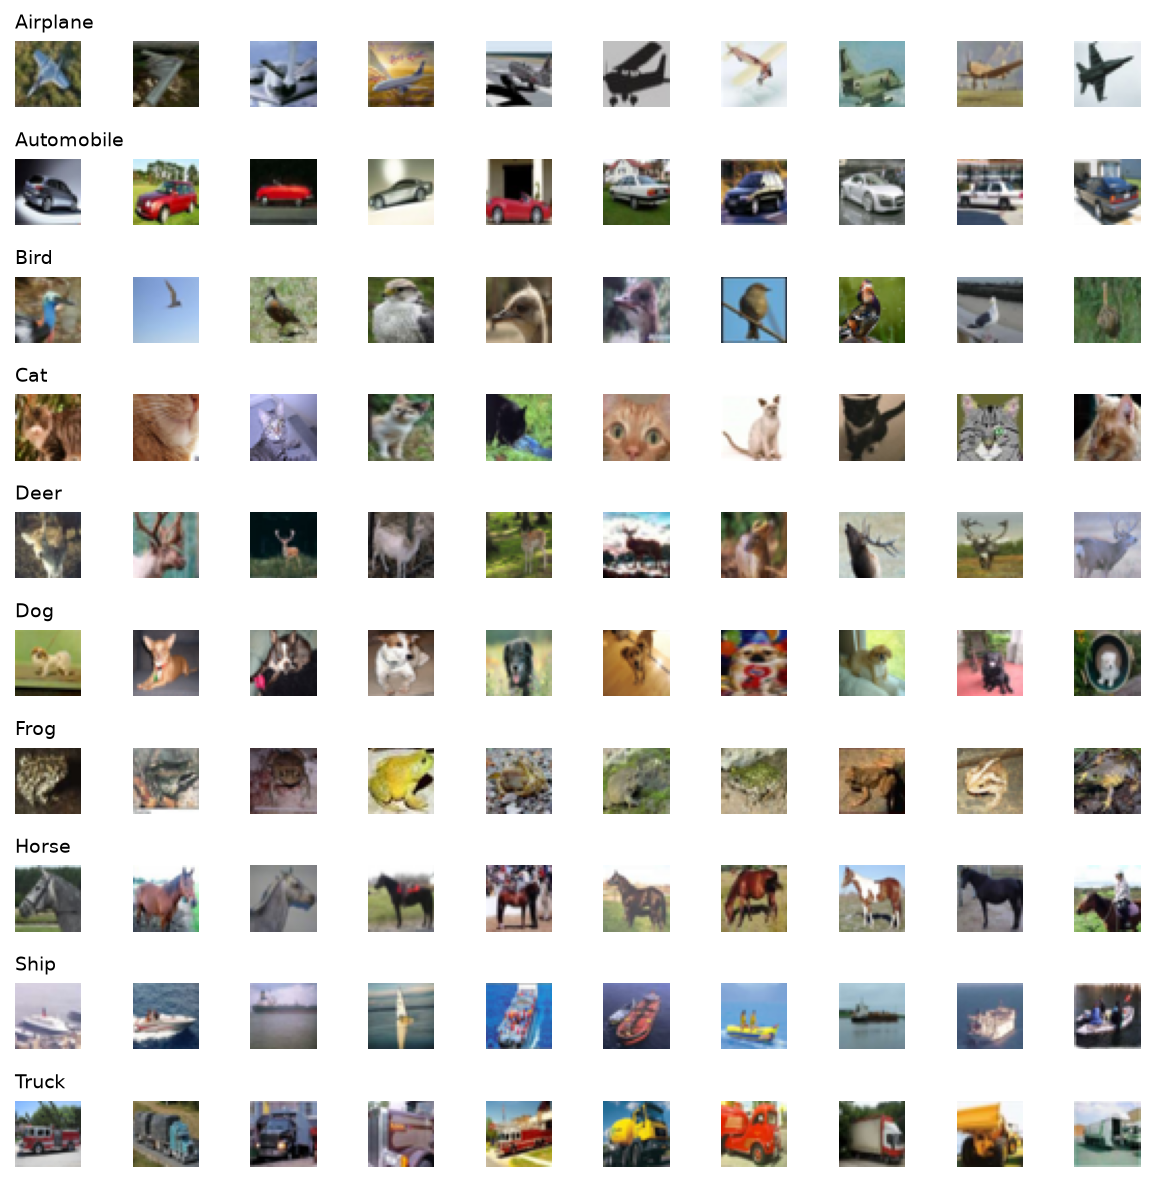 Airplane
Automobile
Bird
Cat
Deer
Dog
Frog
Horse
Ship
Truck